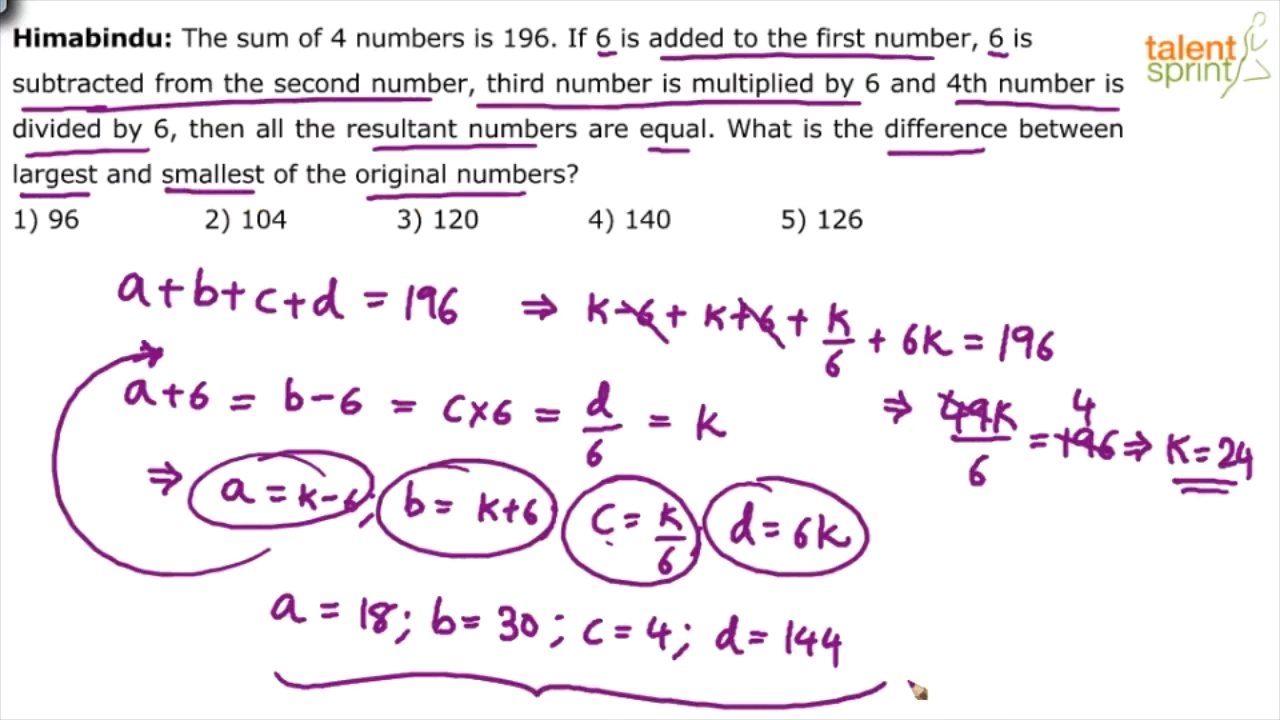 Himabindu: The sum of 4 numbers is 196. If 6 is added to the first number, 6 is
subtracted from the second number, third number is multiplied by 6 and 4th number is
divided by 6, then all the resultant numbers are equal. What is the difference between
largest and smallest of the original numbers?
talent
sprint
1) 96 2) 104 3) 120 4) 140 5) 126
a+b+c+d = 196 ⇒ k-6 + k+6 + k/6 + 6k = 196
a+6 = b-6 = c×6 = d/6 = k
⇒ 49k/6 = 196 4 ⇒ k=24
⇒ a = k-6; b = k+6 c = k/6 d = 6k
a = 18; b = 30; c = 4; d = 144